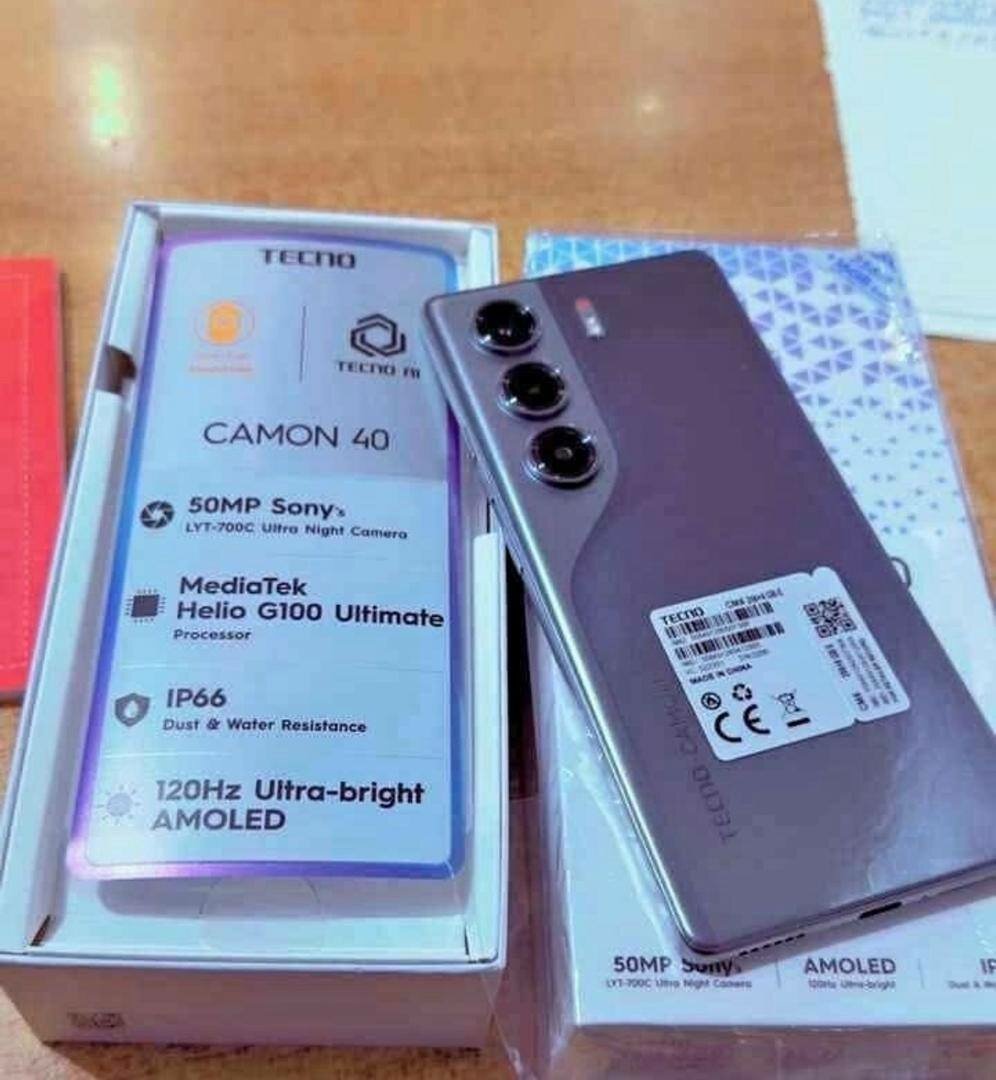 TECNO
TECNO AI
CAMON 40
50MP Sony's
LYT-700C Ultra Night Camera
MediaTek
Helio G100 Ultimate
Processor
IP66
Dust & Water Resistance
120Hz Ultra-bright
AMOLED
TECNO
MADE IN CHINA
CE
TECNO CAMON
50MP Sony's
LYT-700C Ultra Night Camera
AMOLED
120Hz Ultra-bright
IP
Dust &